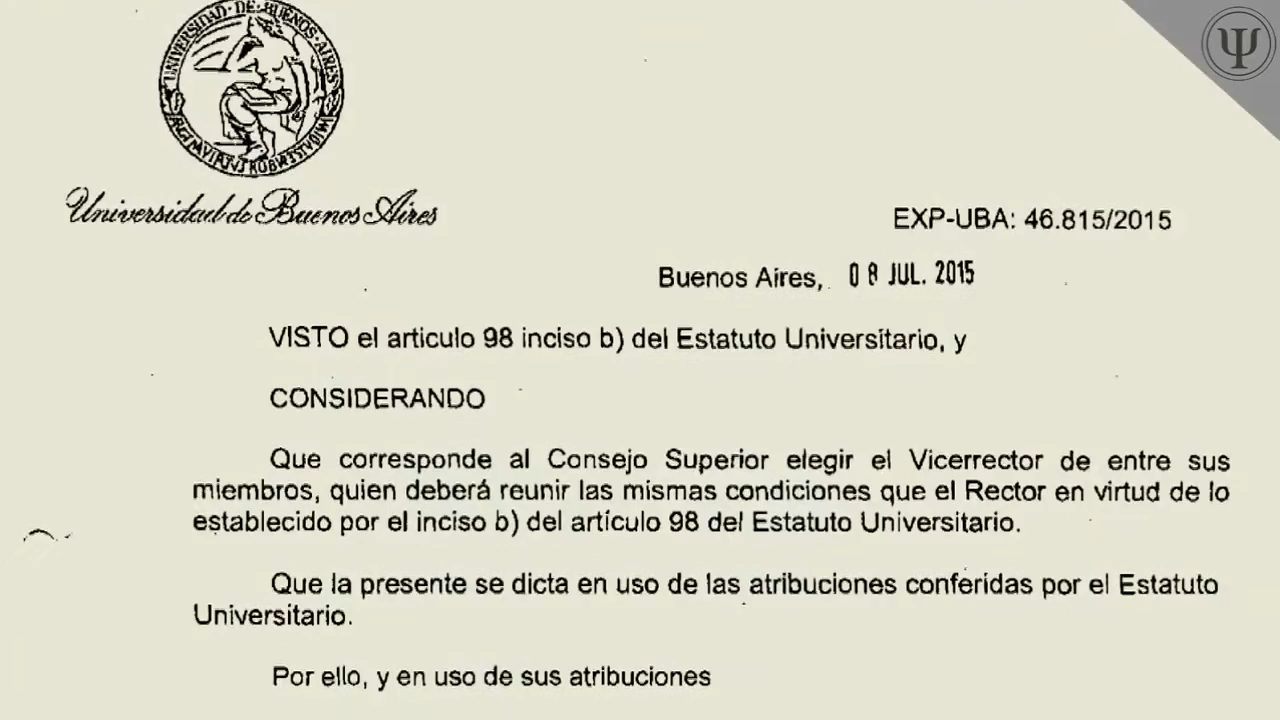 UNIVERSIDAD·DE·BUENOS·AIRES
Universidad de Buenos Aires
EXP-UBA: 46.815/2015
Buenos Aires, 08 JUL. 2015
VISTO el articulo 98 inciso b) del Estatuto Universitario, y
CONSIDERANDO
Que corresponde al Consejo Superior elegir el Vicerrector de entre sus
miembros, quien deberá reunir las mismas condiciones que el Rector en virtud de lo
establecido por el inciso b) del artículo 98 del Estatuto Universitario.
Que la presente se dicta en uso de las atribuciones conferidas por el Estatuto
Universitario.
Por ello, y en uso de sus atribuciones
Ψ